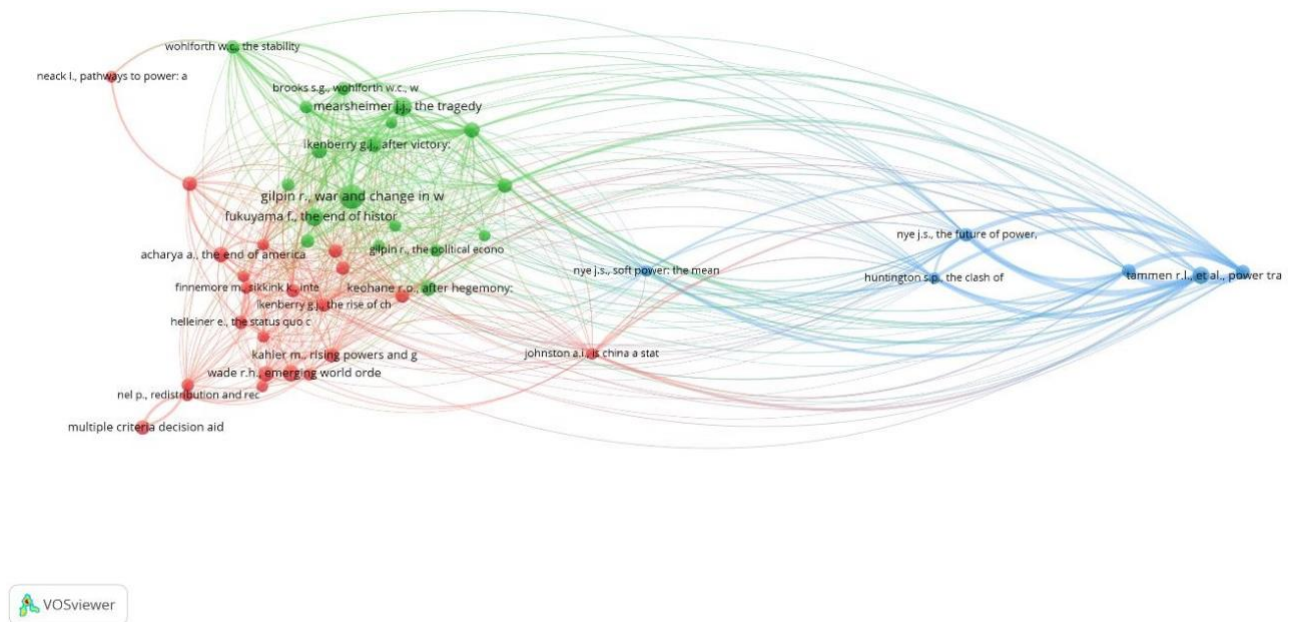 wohlforth w.c., the stability
neack l., pathways to power: a
brooks s.g., wohlforth w.c., w
mearsheimer j.j., the tragedy
ikenberry g.j., after victory:
gilpin r., war and change in w
fukuyama f., the end of histor
nye j.s., the future of power,
gilpin r., the political econo
acharya a., the end of america
nye j.s., soft power: the mean
huntington s.p., the clash of
tammen r.l., et al., power tra
finnemore m., sikkink k., inte
keohane r.o., after hegemony:
ikenberry g.j., the rise of ch
helleiner e., the status quo c
kahler m., rising powers and g
johnston a.i., is china a stat
wade r.h., emerging world orde
nel p., redistribution and rec
multiple criteria decision aid
VOSviewer